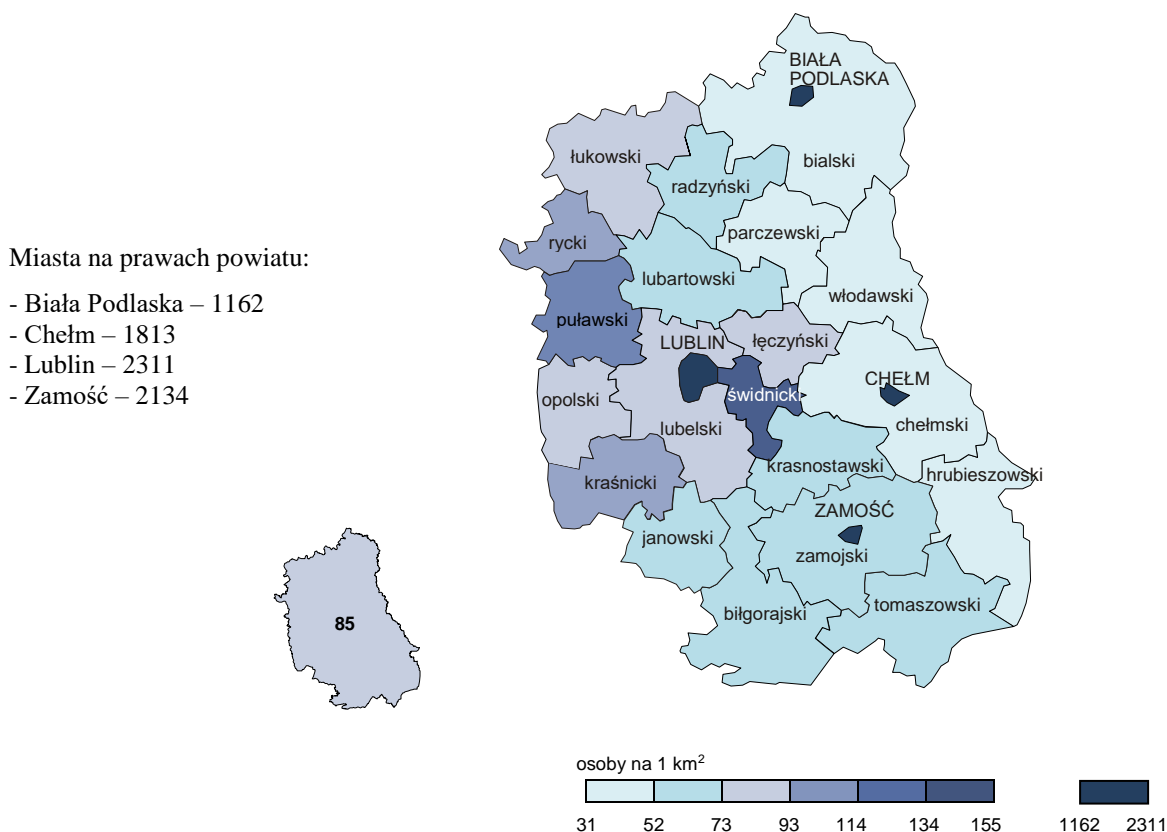 BIAŁA
PODLASKA
łukowski
bialski
radzyński
rycki
parczewski
Miasta na prawach powiatu:
lubartowski
- Biała Podlaska – 1162
włodawski
- Chełm – 1813
puławski
- Lublin – 2311
LUBLIN
łęczyński
- Zamość – 2134
CHEŁM
opolski
świdnicki
lubelski
chełmski
krasnostawski
hrubieszowski
kraśnicki
ZAMOŚĆ
janowski
zamojski
biłgorajski
tomaszowski
85
osoby na 1 km²
31 52 73 93 114 134 155 1162 2311